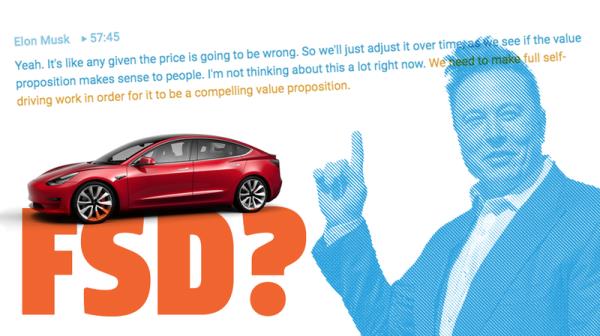 Elon Musk ▶ 57:45
Yeah. It's like any given the price is going to be wrong. So we'll just adjust it over time, as we see if the value
proposition makes sense to people. I'm not thinking about this a lot right now. We need to make full self-
driving work in order for it to be a compelling value proposition.
FSD?